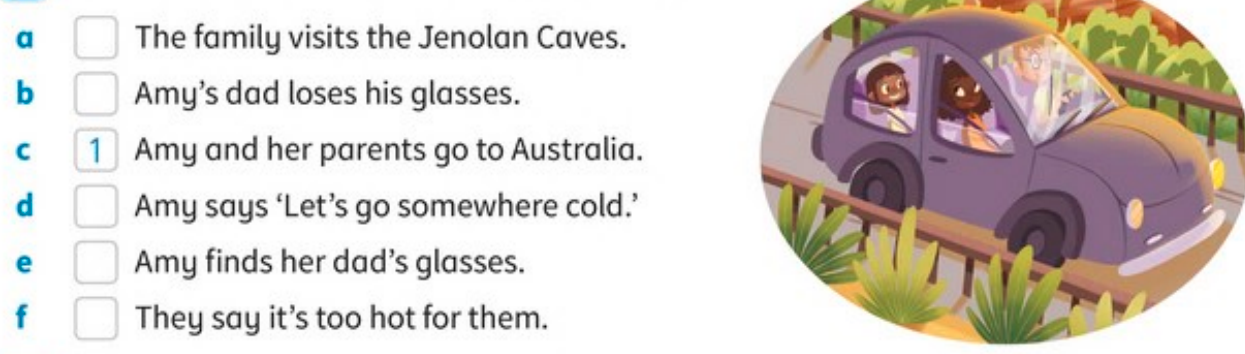 a The family visits the Jenolan Caves.
b Amy's dad loses his glasses.
c 1 Amy and her parents go to Australia.
d Amy says ‘Let's go somewhere cold.’
e Amy finds her dad's glasses.
f They say it's too hot for them.